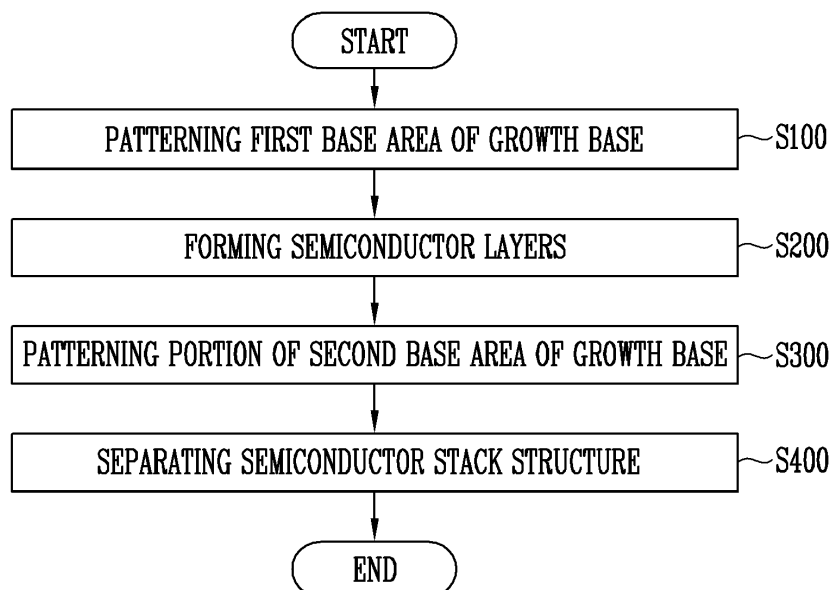 START
PATTERNING FIRST BASE AREA OF GROWTH BASE
S100
FORMING SEMICONDUCTOR LAYERS
S200
PATTERNING PORTION OF SECOND BASE AREA OF GROWTH BASE
S300
SEPARATING SEMICONDUCTOR STACK STRUCTURE
S400
END